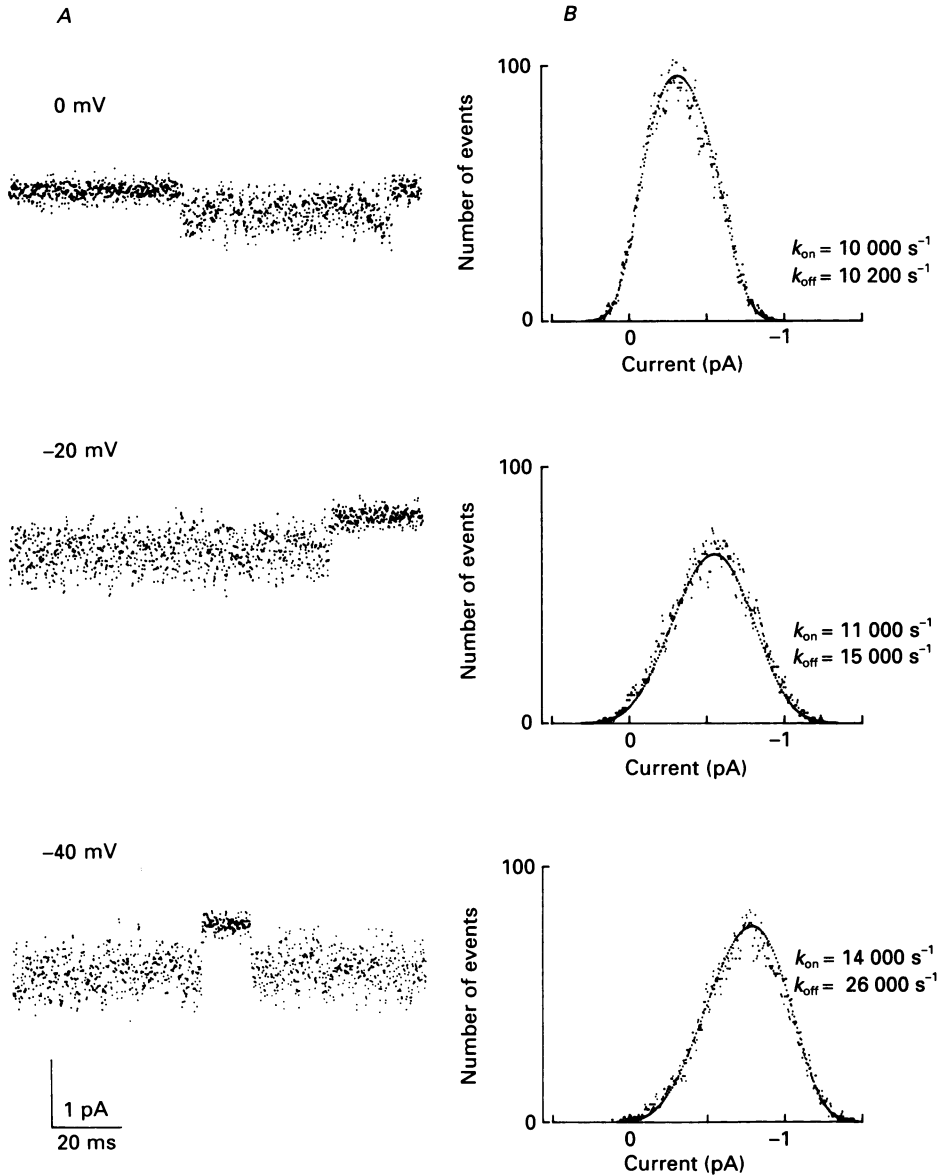 A
B
0 mV
100
Number of events
0
0
−1
Current (pA)
k_on = 10 000 s⁻¹
k_off = 10 200 s⁻¹
−20 mV
100
Number of events
0
0
−1
Current (pA)
k_on = 11 000 s⁻¹
k_off = 15 000 s⁻¹
−40 mV
100
Number of events
0
0
−1
Current (pA)
k_on = 14 000 s⁻¹
k_off = 26 000 s⁻¹
1 pA
20 ms